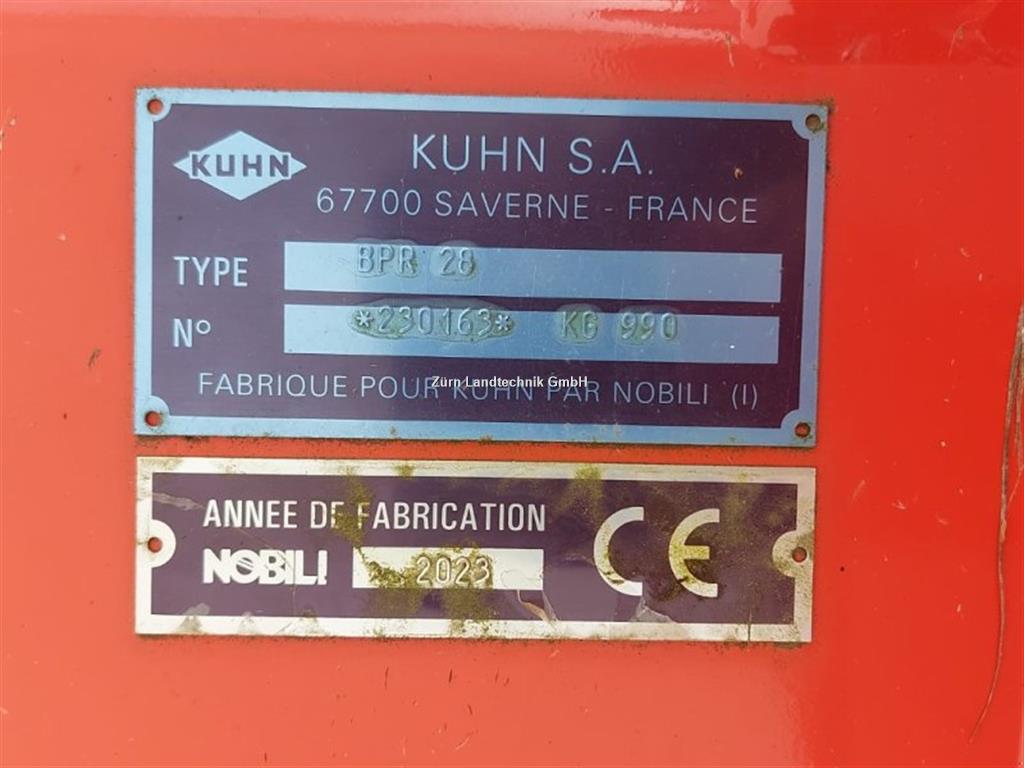 KUHN
KUHN S.A.
67700 SAVERNE - FRANCE
TYPE BPR 28
N° *230163* KG 990
Zürn Landtechnik GmbH
FABRIQUE POUR KUHN PAR NOBILI (I)
ANNEE DE FABRICATION
NOBILI 2023
CE